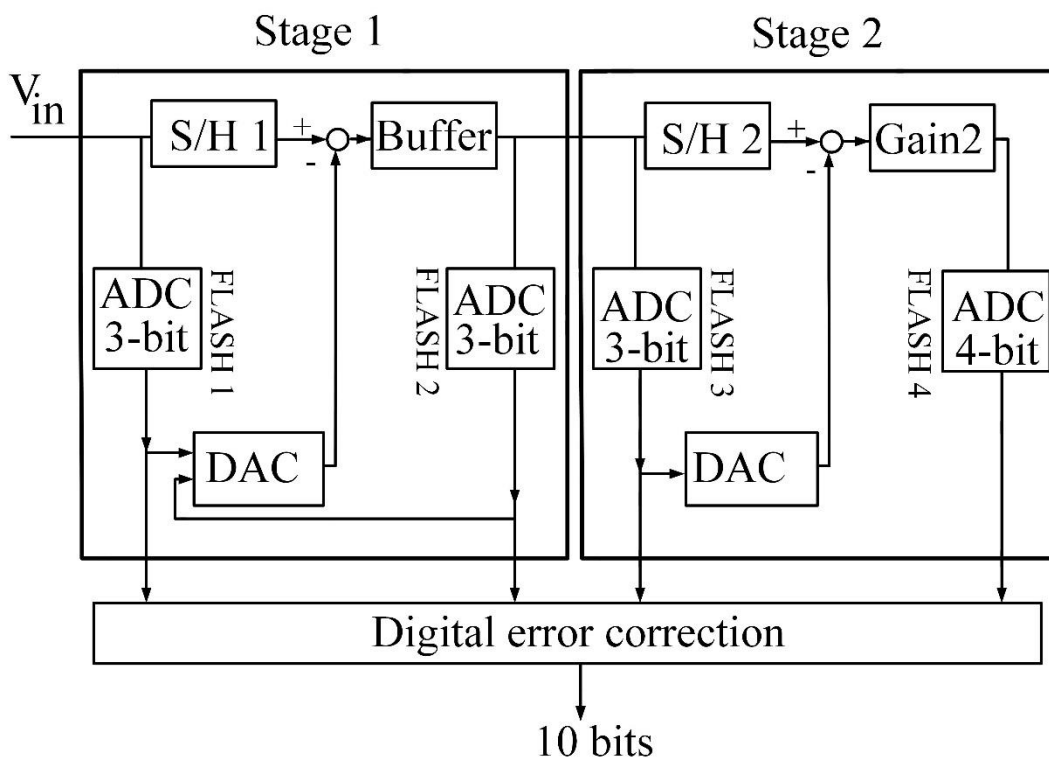 Stage 1
Stage 2
Vin
S/H 1
+
-
Buffer
S/H 2
+
-
Gain2
ADC
3-bit
FLASH 1
FLASH 2
ADC
3-bit
ADC
3-bit
FLASH 3
FLASH 4
ADC
4-bit
DAC
DAC
Digital error correction
10 bits